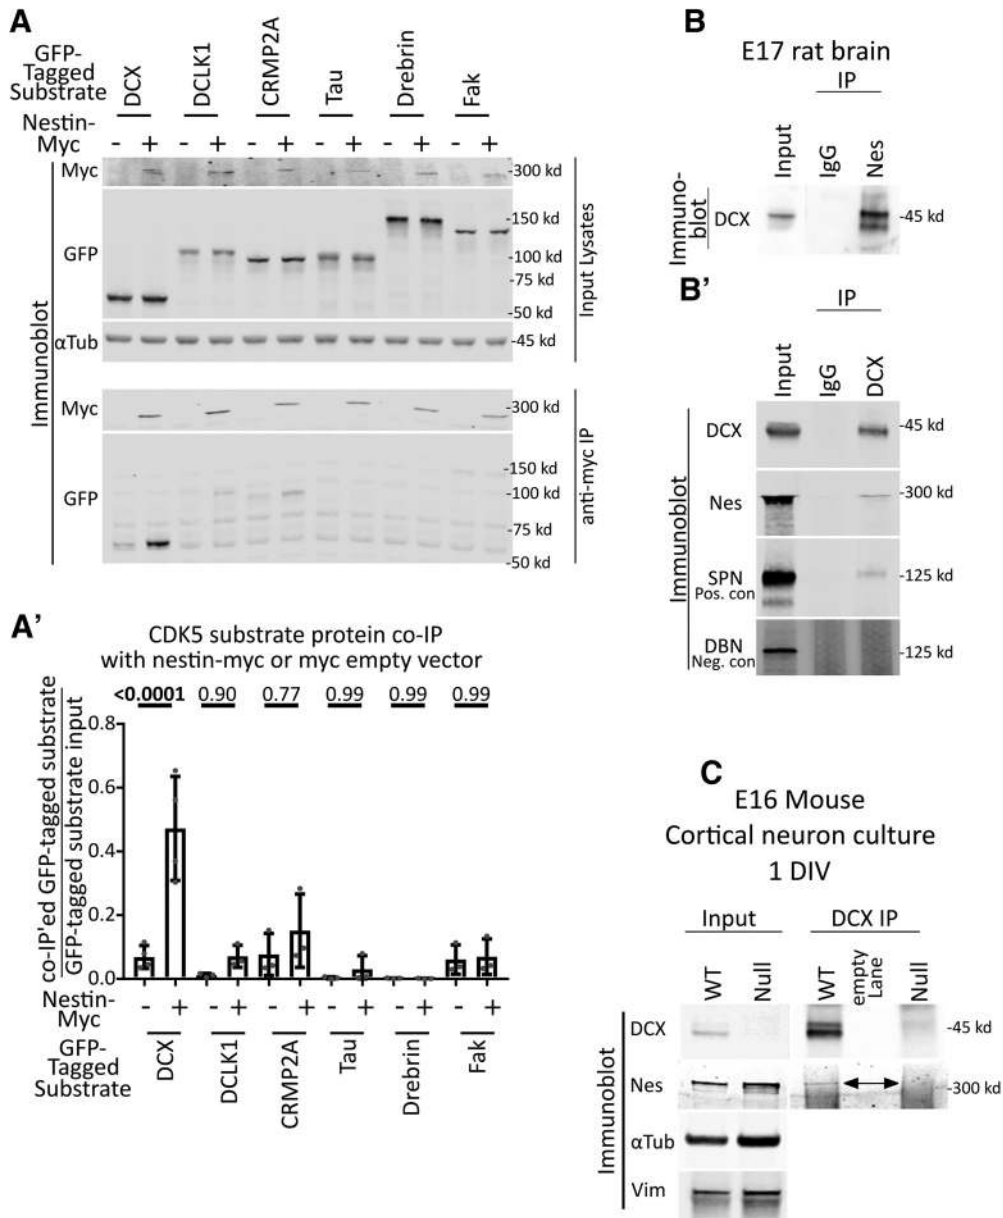 A
GFP-
Tagged
Substrate
DCX
DCLK1
CRMP2A
Tau
Drebrin
Fak
Nestin-
Myc
- + - + - + - + - + - +
Immunoblot
Myc
-300 kd
GFP
-150 kd
-100 kd
-75 kd
-50 kd
αTub
-45 kd
Input Lysates
Myc
-300 kd
GFP
-150 kd
-100 kd
-75 kd
-50 kd
anti-myc IP
A'
CDK5 substrate protein co-IP
with nestin-myc or myc empty vector
<0.0001 0.90 0.77 0.99 0.99 0.99
co-IP'ed GFP-tagged substrate
GFP-tagged substrate input
0.8
0.6
0.4
0.2
0.0
Nestin-
Myc
- + - + - + - + - + - +
GFP-
Tagged
Substrate
DCX
DCLK1
CRMP2A
Tau
Drebrin
Fak
B
E17 rat brain
IP
Input
IgG
Nes
Immuno-
blot
DCX
-45 kd
B'
IP
Input
IgG
DCX
Immunoblot
DCX
-45 kd
Nes
-300 kd
SPN
Pos. con
-125 kd
DBN
Neg. con
-125 kd
C
E16 Mouse
Cortical neuron culture
1 DIV
Input
DCX IP
WT
Null
WT
empty
Lane
Null
Immunoblot
DCX
-45 kd
Nes
-300 kd
αTub
Vim